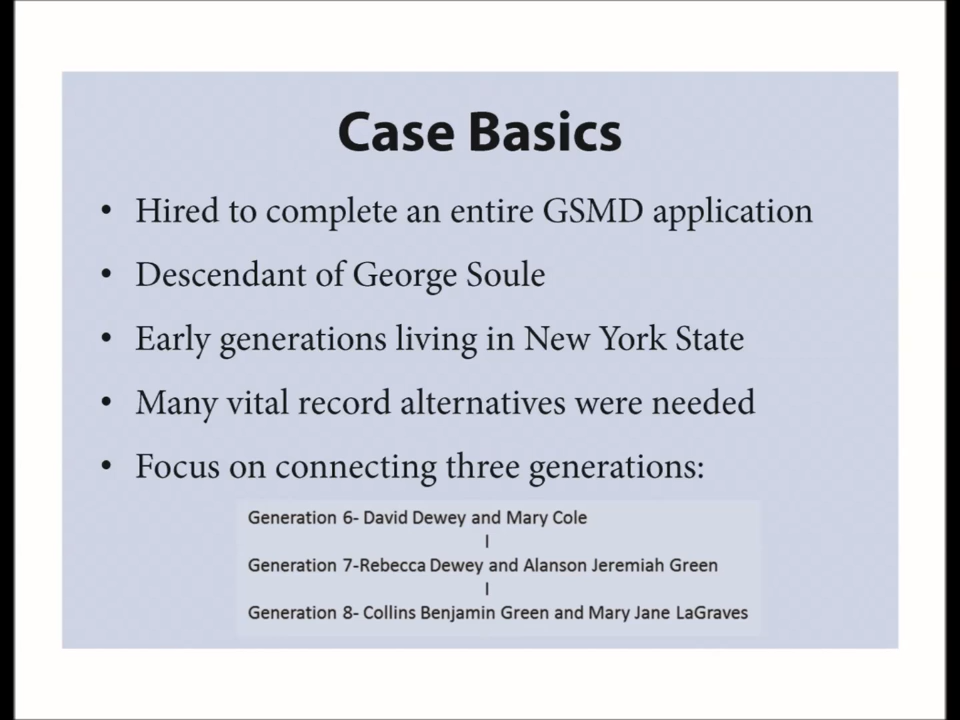 Case Basics
• Hired to complete an entire GSMD application
• Descendant of George Soule
• Early generations living in New York State
• Many vital record alternatives were needed
• Focus on connecting three generations:
Generation 6- David Dewey and Mary Cole
|
Generation 7-Rebecca Dewey and Alanson Jeremiah Green
|
Generation 8- Collins Benjamin Green and Mary Jane LaGraves